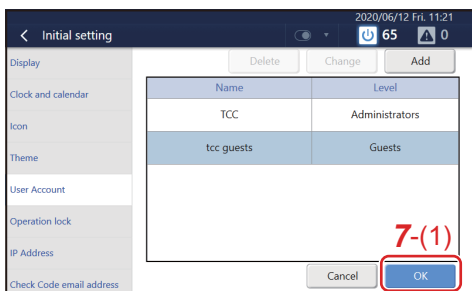 2020/06/12 Fri. 11:21
Initial setting
65
0
Display
Clock and calendar
Icon
Theme
User Account
Operation lock
IP Address
Check Code email address
Delete
Change
Add
Name
Level
TCC
Administrators
tcc guests
Guests
7-(1)
Cancel
OK